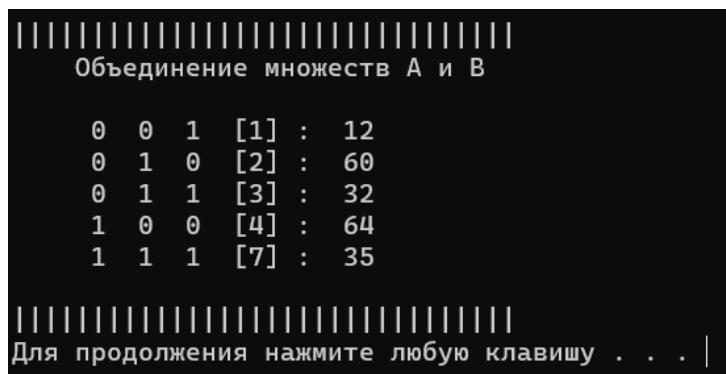 ||||||||||||||||||||||||||||||||
Объединение множеств A и B
0 0 1 [1] : 12
0 1 0 [2] : 60
0 1 1 [3] : 32
1 0 0 [4] : 64
1 1 1 [7] : 35
||||||||||||||||||||||||||||||||
Для продолжения нажмите любую клавишу . . .